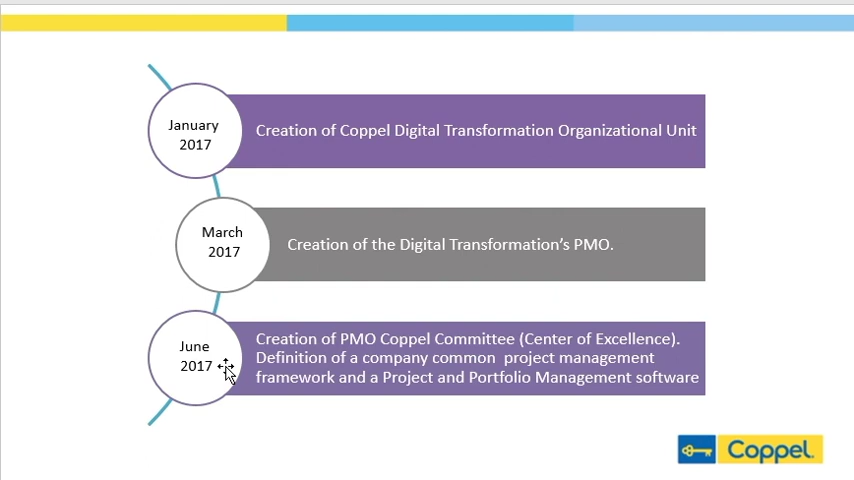 January
2017
Creation of Coppel Digital Transformation Organizational Unit
March
2017
Creation of the Digital Transformation’s PMO.
June
2017
Creation of PMO Coppel Committee (Center of Excellence).
Definition of a company common project management
framework and a Project and Portfolio Management software
Coppel.